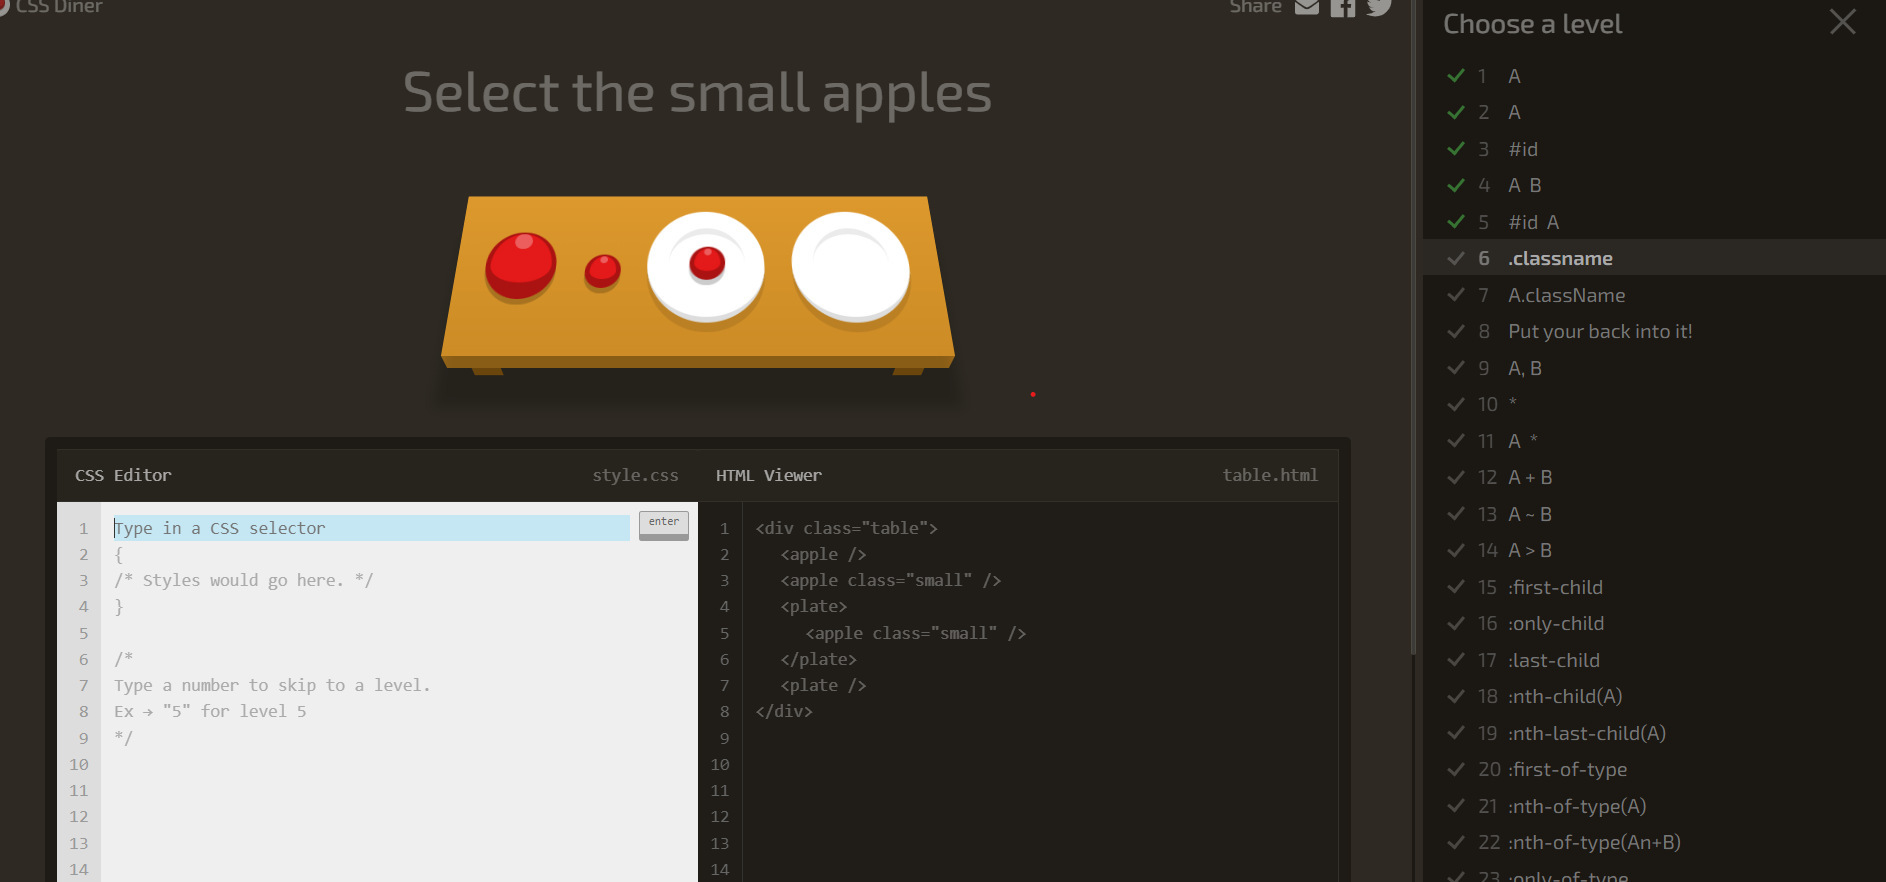 CSS Diner
Share
Select the small apples
CSS Editor style.css
1 Type in a CSS selector enter
2 {
3 /* Styles would go here. */
4 }
5
6 /*
7 Type a number to skip to a level.
8 Ex → "5" for level 5
9 */
10
11
12
13
14
HTML Viewer table.html
1 <div class="table">
2 <apple />
3 <apple class="small" />
4 <plate>
5 <apple class="small" />
6 </plate>
7 <plate />
8 </div>
9
10
11
12
13
14
Choose a level
1 A
2 A
3 #id
4 A B
5 #id A
6 .classname
7 A.className
8 Put your back into it!
9 A, B
10 *
11 A *
12 A + B
13 A ~ B
14 A > B
15 :first-child
16 :only-child
17 :last-child
18 :nth-child(A)
19 :nth-last-child(A)
20 :first-of-type
21 :nth-of-type(A)
22 :nth-of-type(An+B)
23 :only-of-type